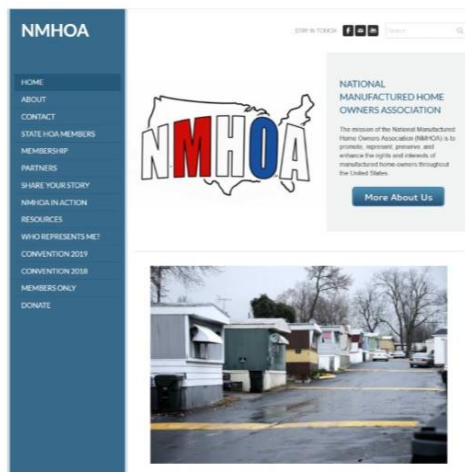 NMHOA
STAY IN TOUCH
Search
HOME
ABOUT
CONTACT
STATE HOA MEMBERS
MEMBERSHIP
PARTNERS
SHARE YOUR STORY
NMHOA IN ACTION
RESOURCES
WHO REPRESENTS ME?
CONVENTION 2019
CONVENTION 2018
MEMBERS ONLY
DONATE
NMHOA
NATIONAL
MANUFACTURED HOME
OWNERS ASSOCIATION
The mission of the National Manufactured
Home Owners Association (NMHOA) is to
promote, represent, preserve, and
enhance the rights and interests of
manufactured home-owners throughout
the United States.
More About Us